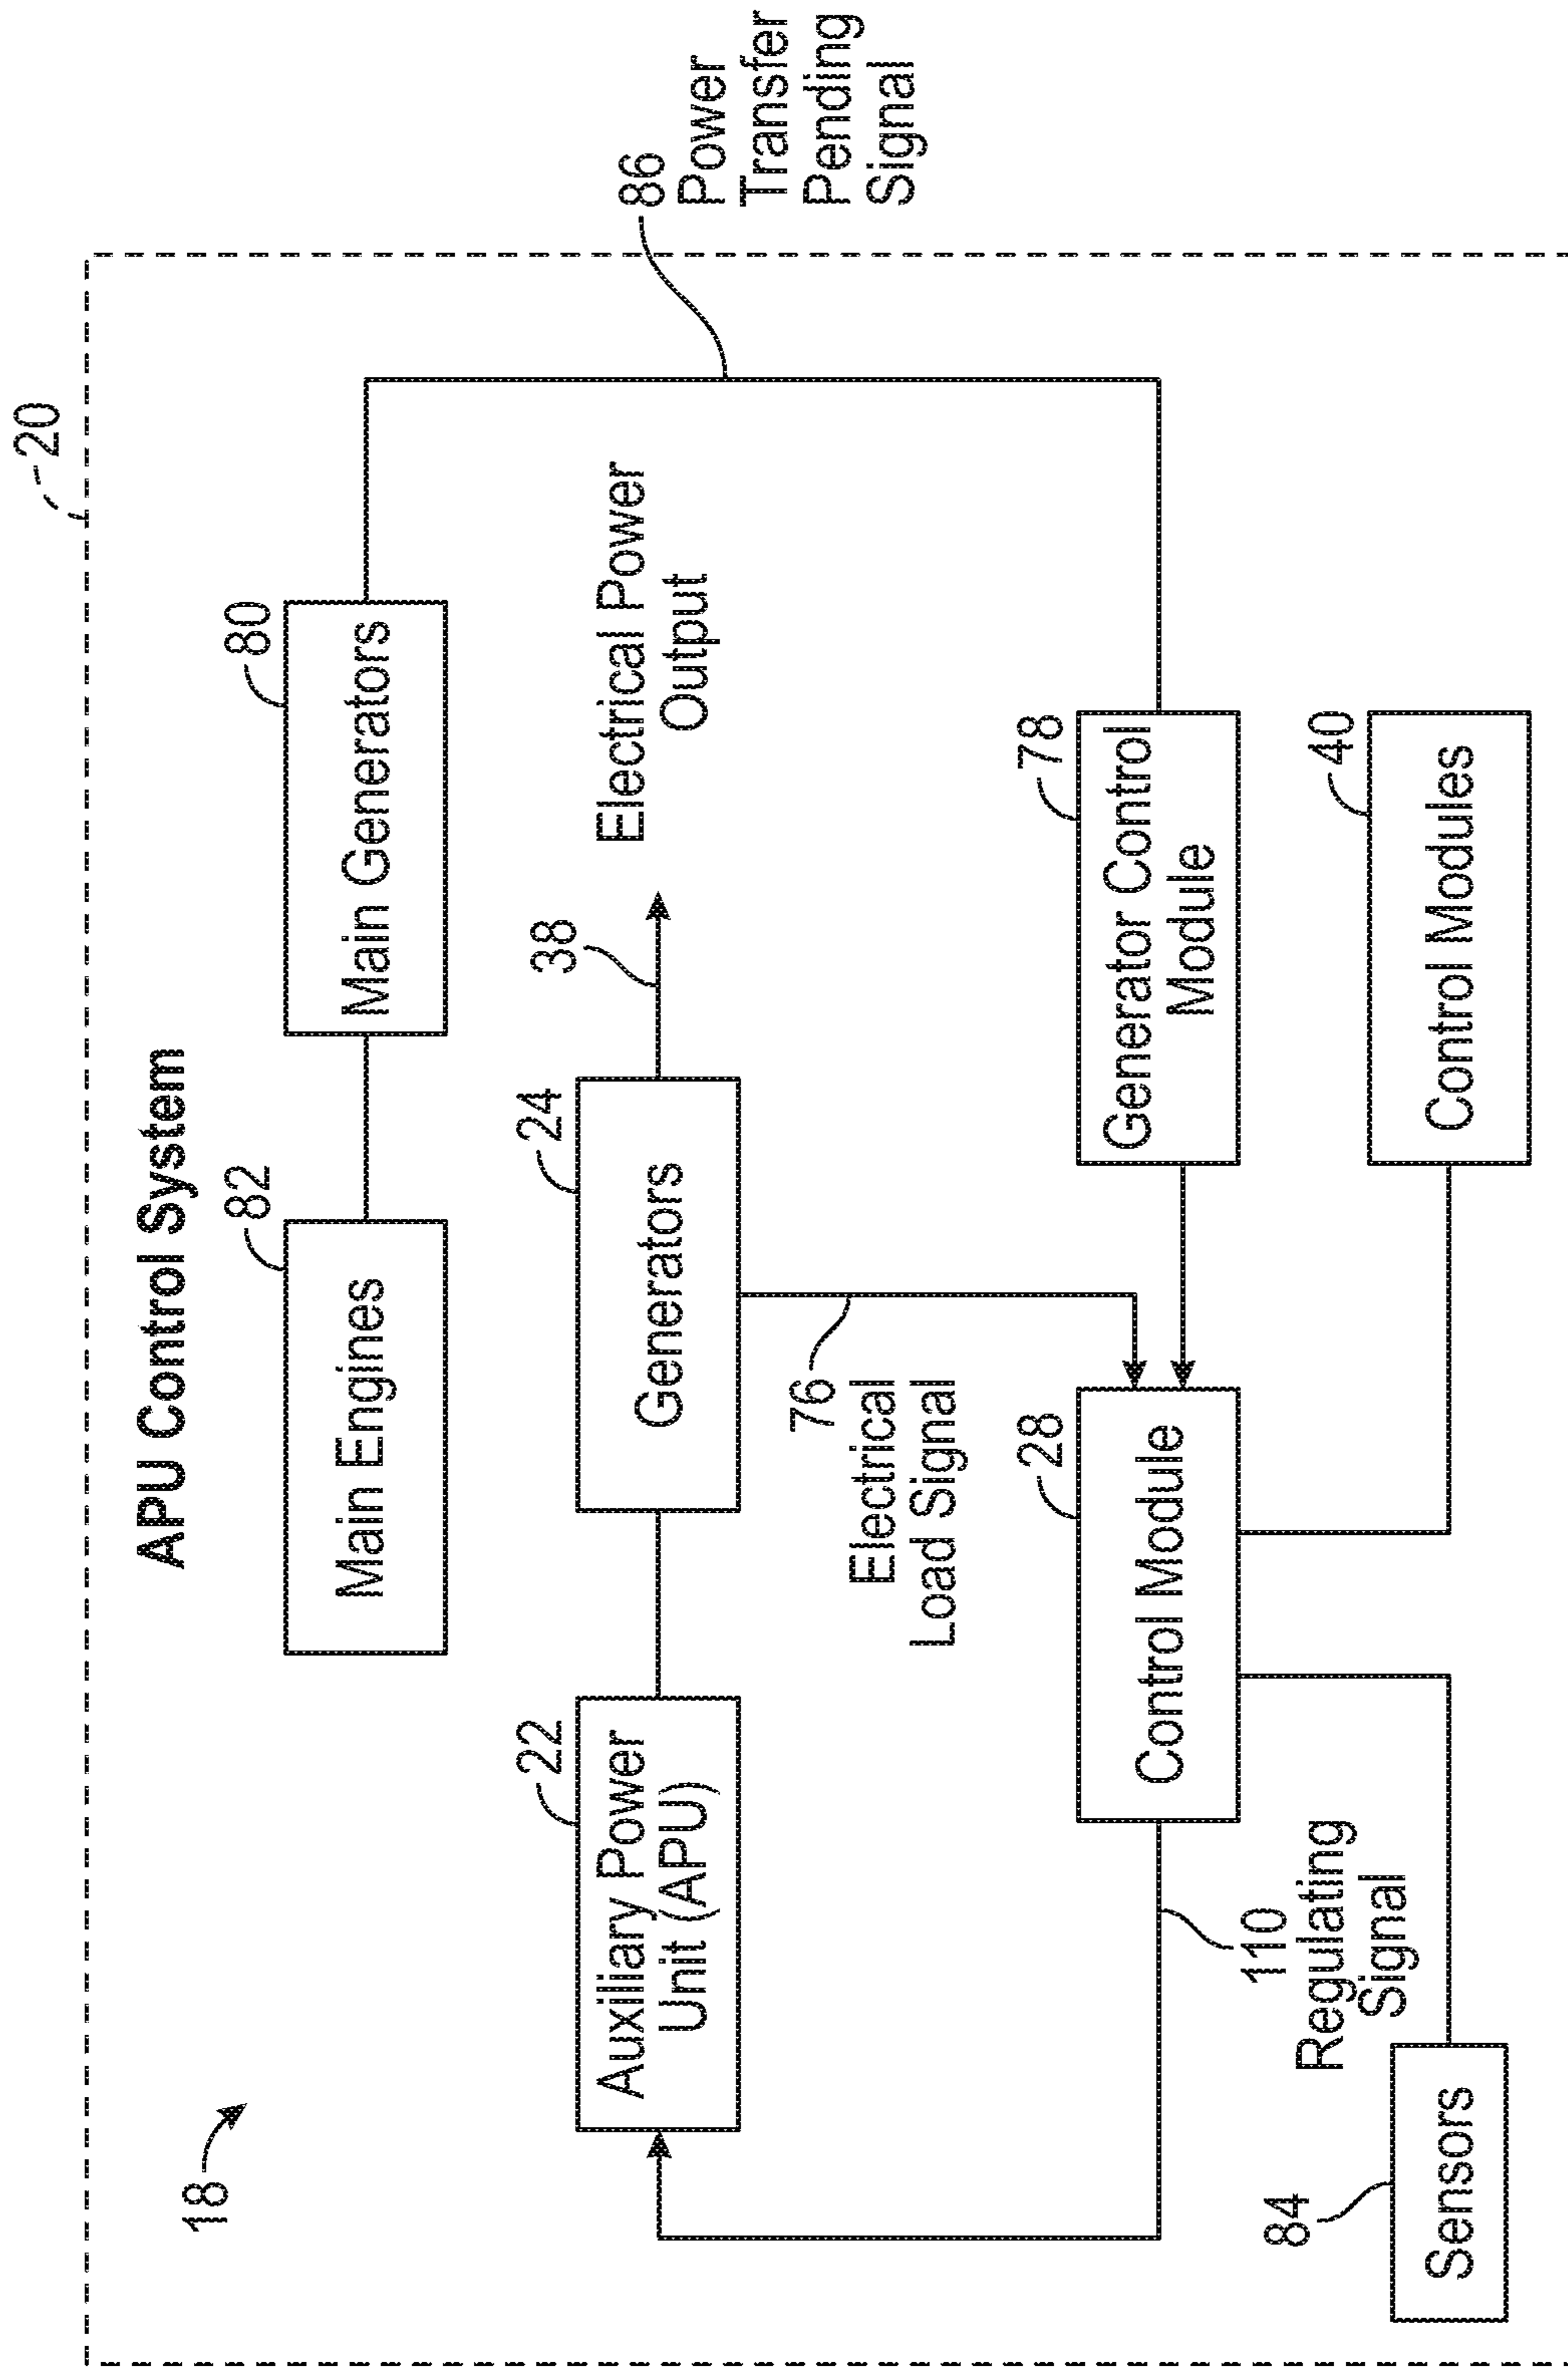 20
APU Control System
18
82
Main Engines
80
Main Generators
86
Power
Transfer
Pending
Signal
22
Auxiliary Power
Unit (APU)
24
Generators
38
Electrical Power
Output
76
Electrical
Load Signal
28
Control Module
78
Generator Control
Module
110
Regulating
Signal
40
Control Modules
84
Sensors